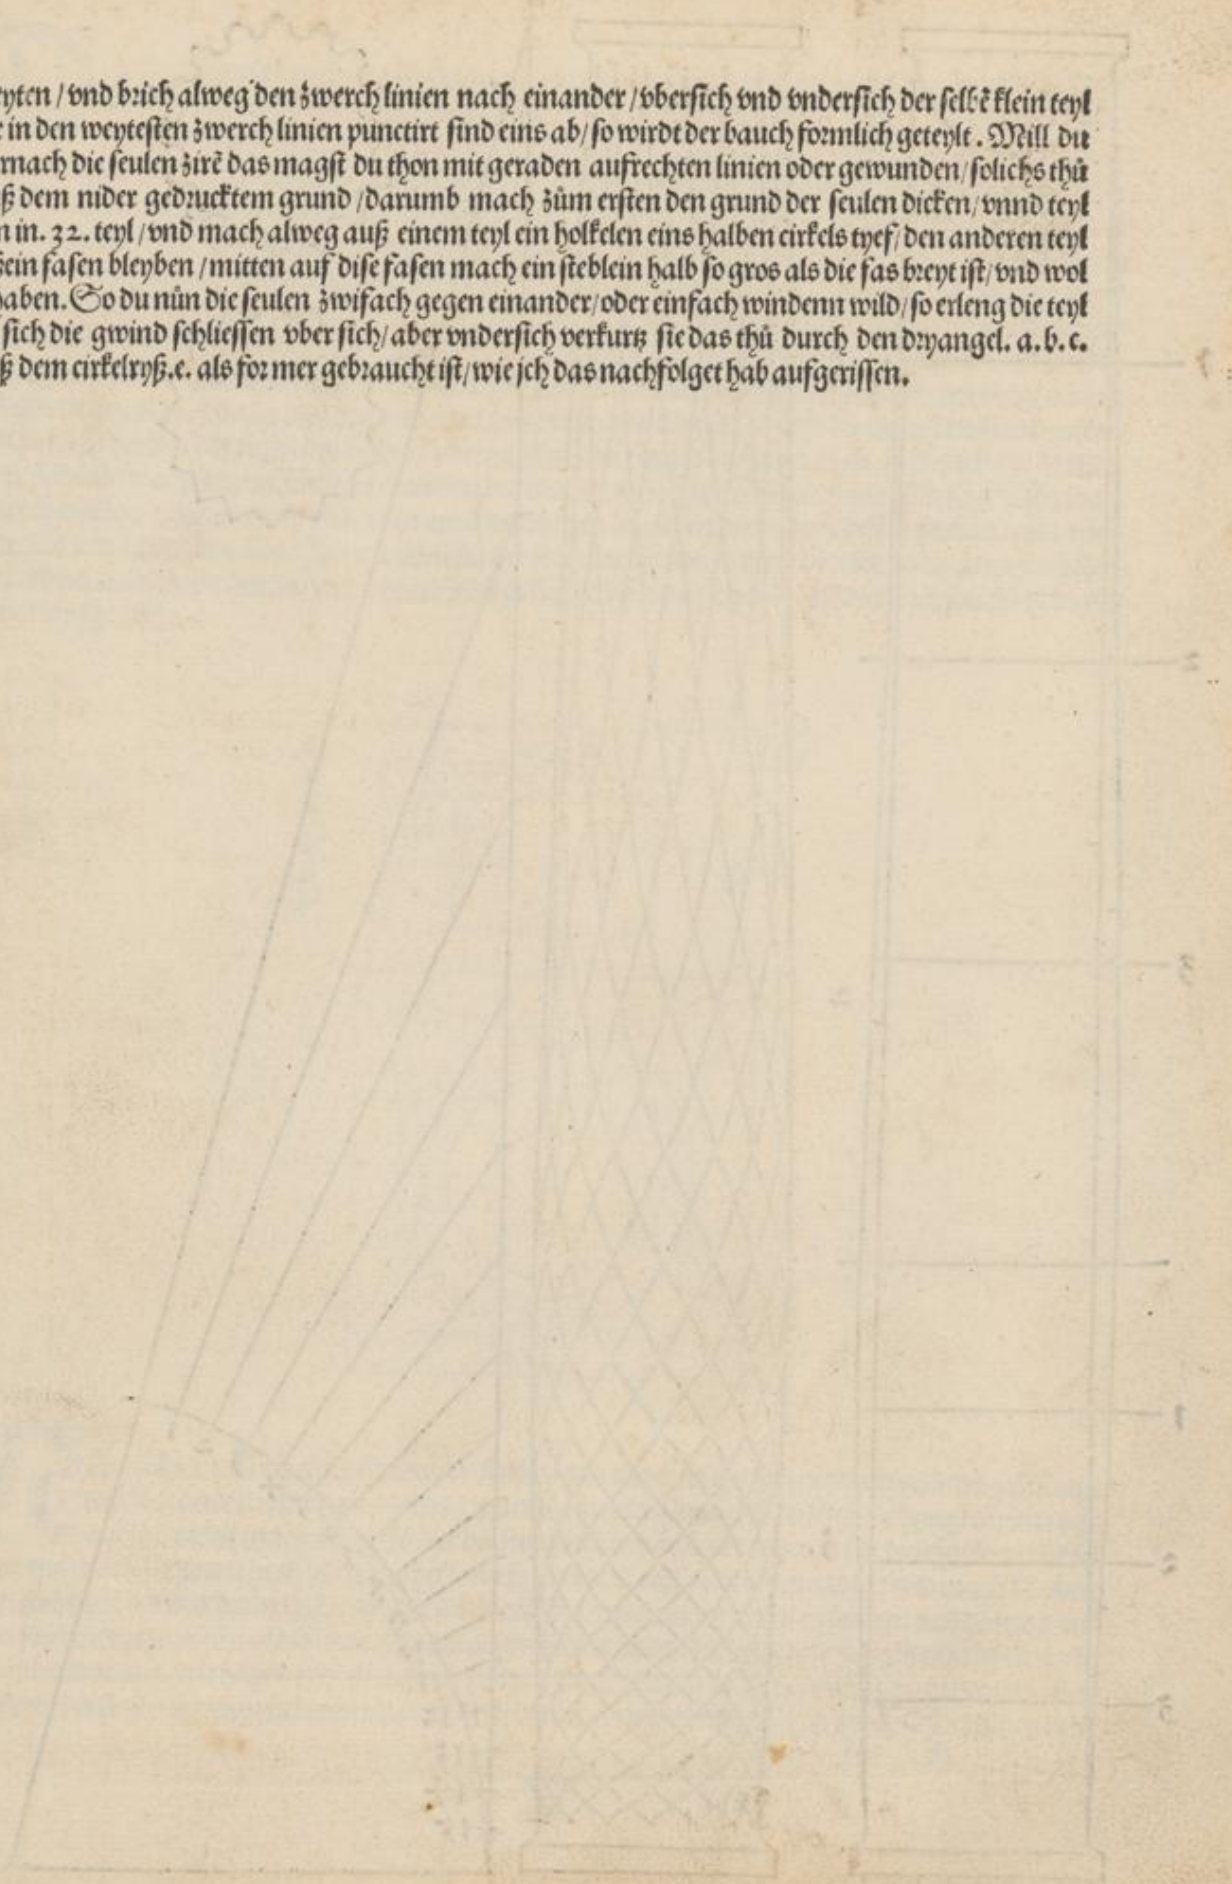 yten / vnd brich alweg den zwerch linien nach einander / vbersich vnd vndersich der selbē klein teyl
in den weytesten zwerch linien punctirt sind eins ab / so wirdt der bauch formlich geteylt. Will du
mach die seulen zirē das magst du thon mit geraden aufrechten linien oder gewunden / solichs thů
ß dem nider gedrucktem grund / darumb mach zům ersten den grund der seulen dicken / vnnd teyl
n in. 32. teyl / vnd mach alweg auß einem teyl ein holkelen eins halben cirkels tyef / den anderen teyl
ein fasen bleyben / mitten auf dise fasen mach ein steblein halb so gros als die fas breyt ist / vnd wol
aben. So du nůn die seulen zwifach gegen einander / oder einfach windenn wild / so erleng die teyl
sich die gwind schliessen vber sich / aber vndersich verkurtz sie das thů durch den dryangel. a. b. c.
ß dem cirkelryß. e. als former gebraucht ist / wie jch das nachfolget hab aufgerissen.